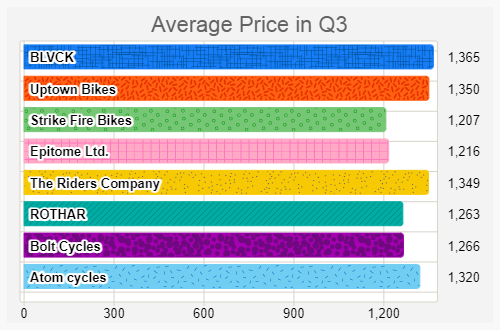 Average Price in Q3
BLVCK 1,365
Uptown Bikes 1,350
Strike Fire Bikes 1,207
Epitome Ltd. 1,216
The Riders Company 1,349
ROTHAR 1,263
Bolt Cycles 1,266
Atom cycles 1,320
0 300 600 900 1,200